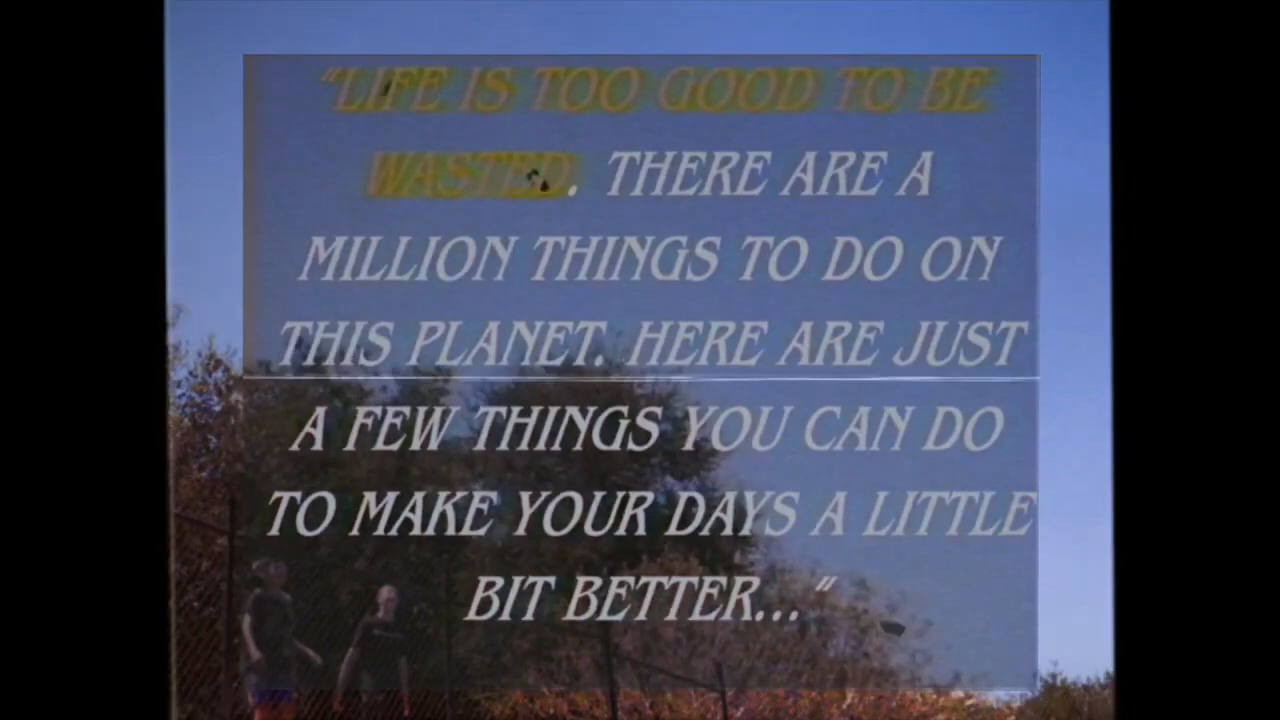 “LIFE IS TOO GOOD TO BE
WASTED. THERE ARE A
MILLION THINGS TO DO ON
THIS PLANET. HERE ARE JUST
A FEW THINGS YOU CAN DO
TO MAKE YOUR DAYS A LITTLE
BIT BETTER...“